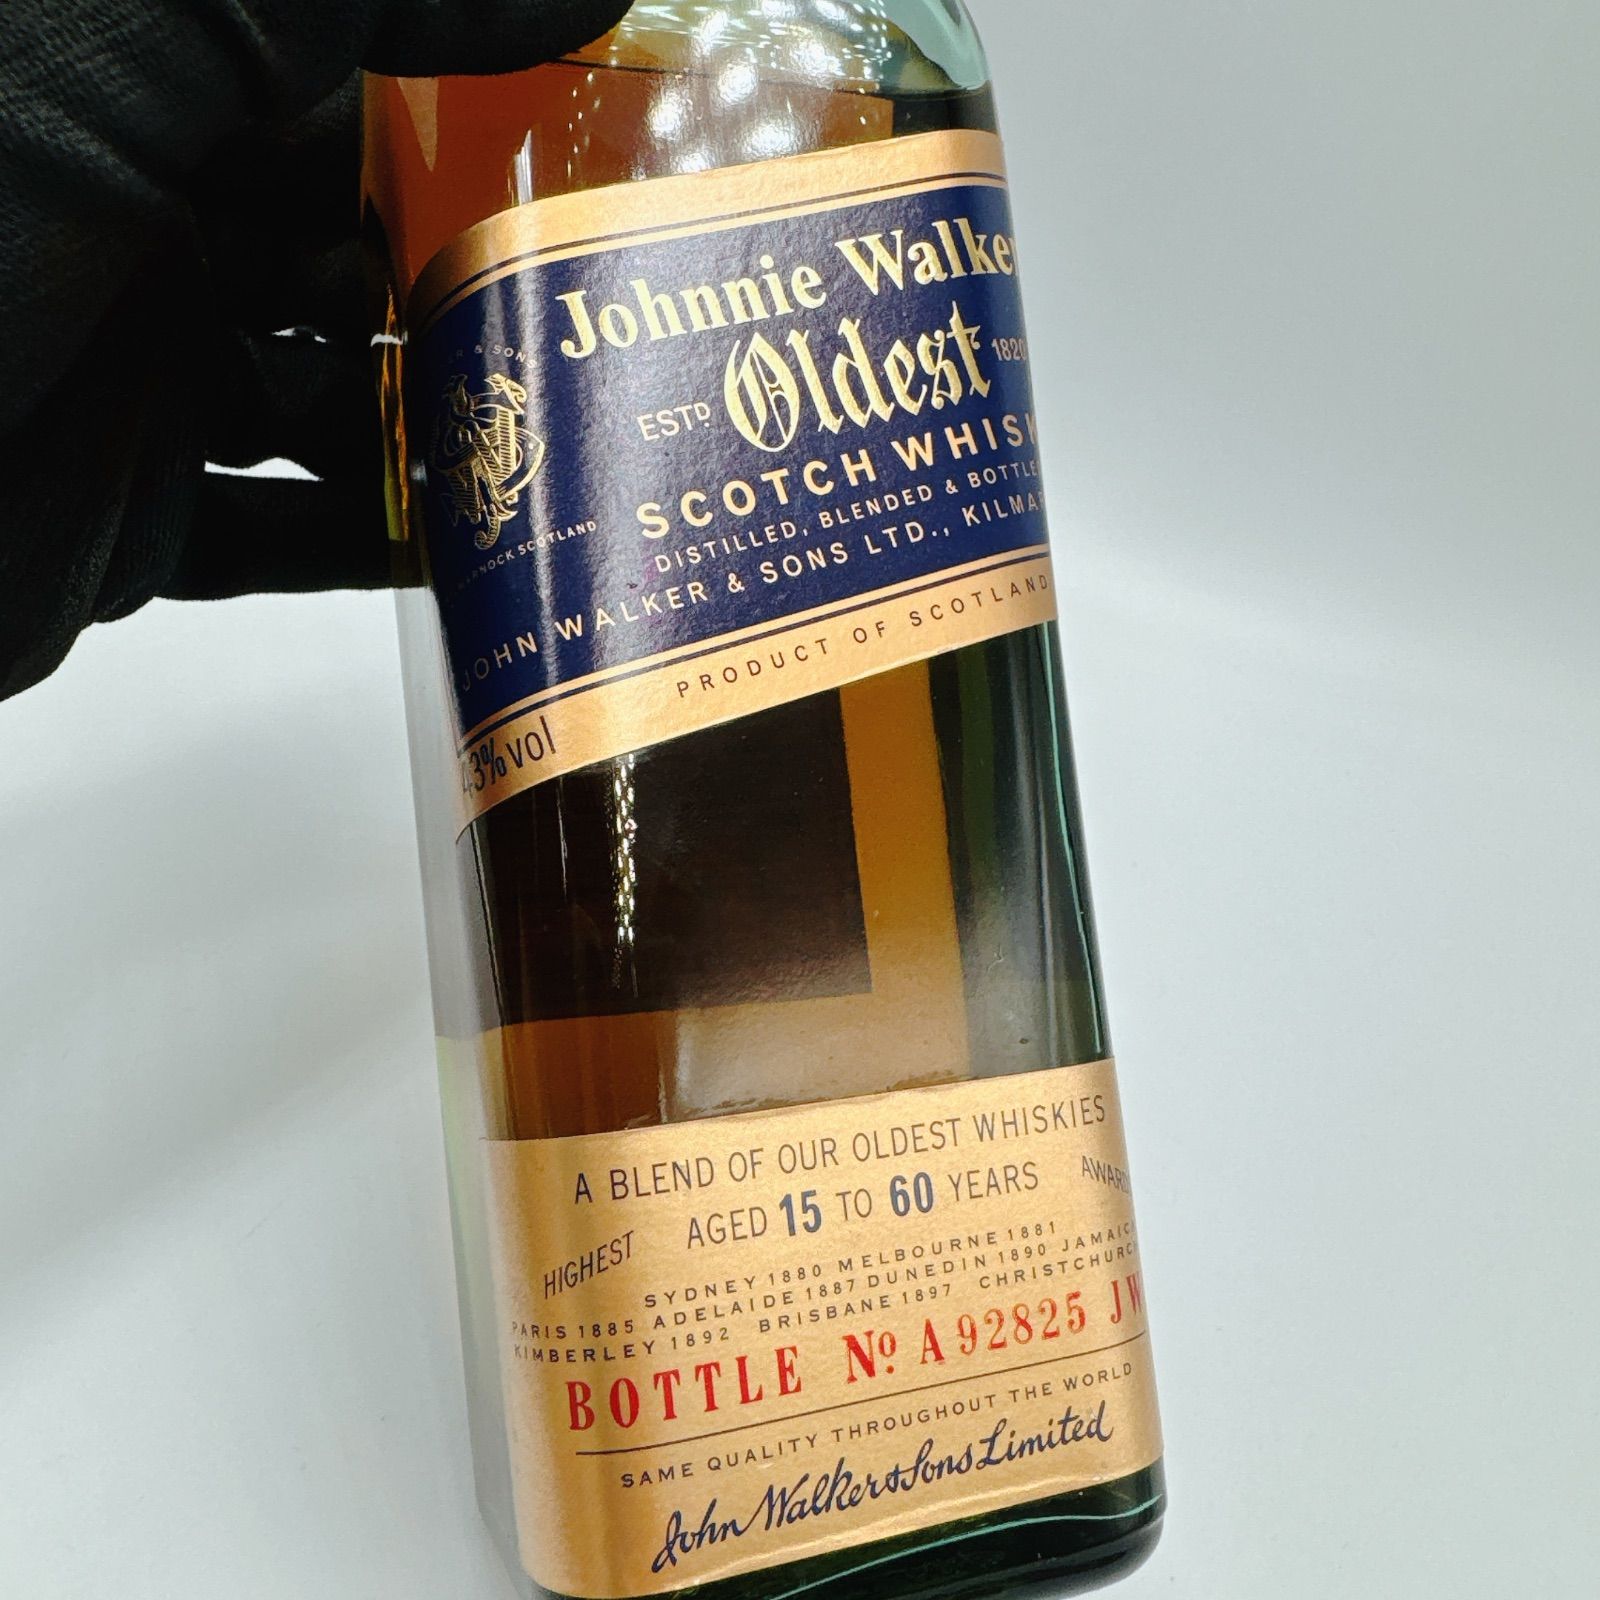 Johnnie Walker
ESTD Oldest 1820
SCOTCH WHISK
DISTILLED, BLENDED & BOTTLE
JOHN WALKER & SONS LTD., KILMA
& SONS
SCOTLAND
PRODUCT OF SCOTLAND
43% vol
A BLEND OF OUR OLDEST WHISKIES
HIGHEST AGED 15 TO 60 YEARS AWARD
SYDNEY 1880 MELBOURNE 1881
PARIS 1885 ADELAIDE 1887 DUNEDIN 1890 JAMAICA
KIMBERLEY 1892 BRISBANE 1897 CHRISTCHURCH
BOTTLE No A 92825 JW
SAME QUALITY THROUGHOUT THE WORLD
John Walker & Sons Limited